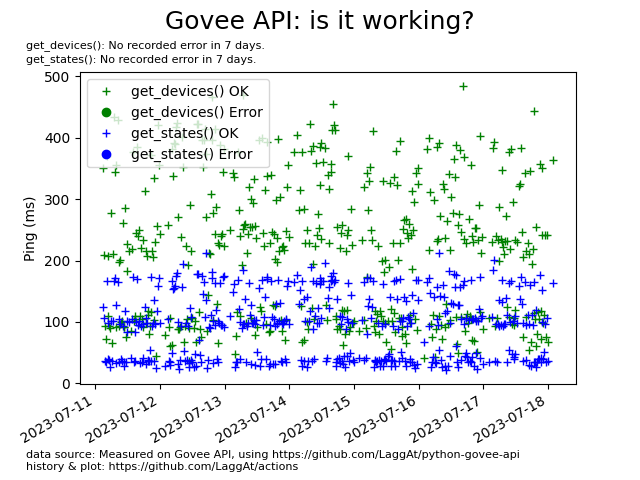 Govee API: is it working?
get_devices(): No recorded error in 7 days.
get_states(): No recorded error in 7 days.
get_devices() OK
get_devices() Error
get_states() OK
get_states() Error
Ping (ms)
500
400
300
200
100
0
2023-07-11
2023-07-12
2023-07-13
2023-07-14
2023-07-15
2023-07-16
2023-07-17
2023-07-18
data source: Measured on Govee API, using https://github.com/LaggAt/python-govee-api
history & plot: https://github.com/LaggAt/actions